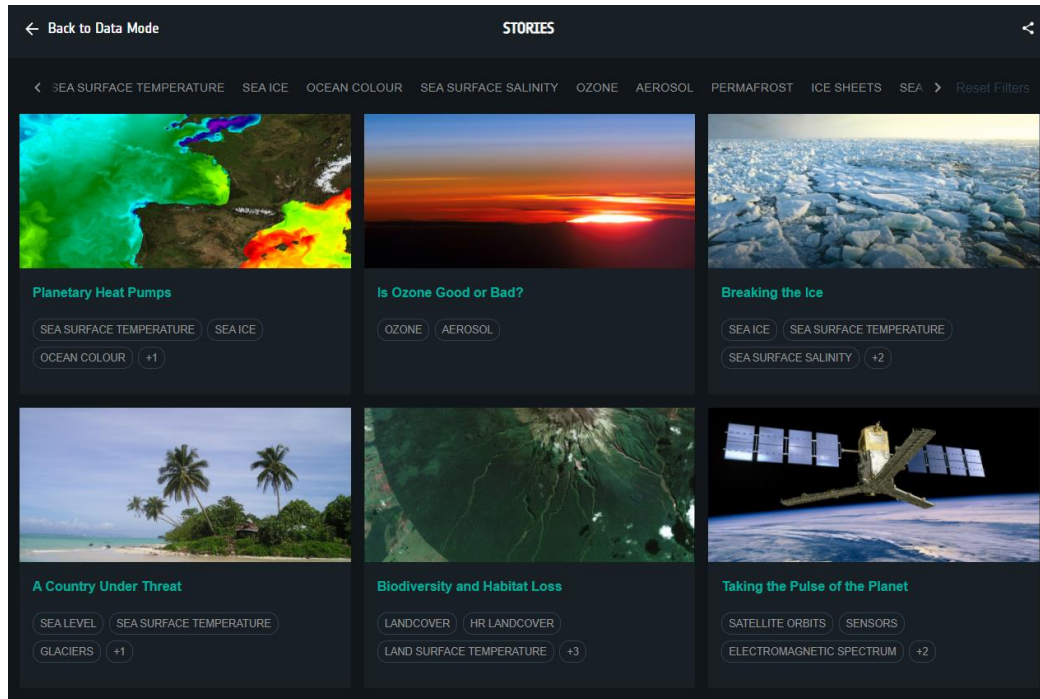 Back to Data Mode
STORIES
SEA SURFACE TEMPERATURE SEA ICE OCEAN COLOUR SEA SURFACE SALINITY OZONE AEROSOL PERMAFROST ICE SHEETS SEA Reset Filters
Planetary Heat Pumps
SEA SURFACE TEMPERATURE SEA ICE
OCEAN COLOUR +1
Is Ozone Good or Bad?
OZONE AEROSOL
Breaking the Ice
SEA ICE SEA SURFACE TEMPERATURE
SEA SURFACE SALINITY +2
A Country Under Threat
SEA LEVEL SEA SURFACE TEMPERATURE
GLACIERS +1
Biodiversity and Habitat Loss
LANDCOVER HR LANDCOVER
LAND SURFACE TEMPERATURE +3
Taking the Pulse of the Planet
SATELLITE ORBITS SENSORS
ELECTROMAGNETIC SPECTRUM +2